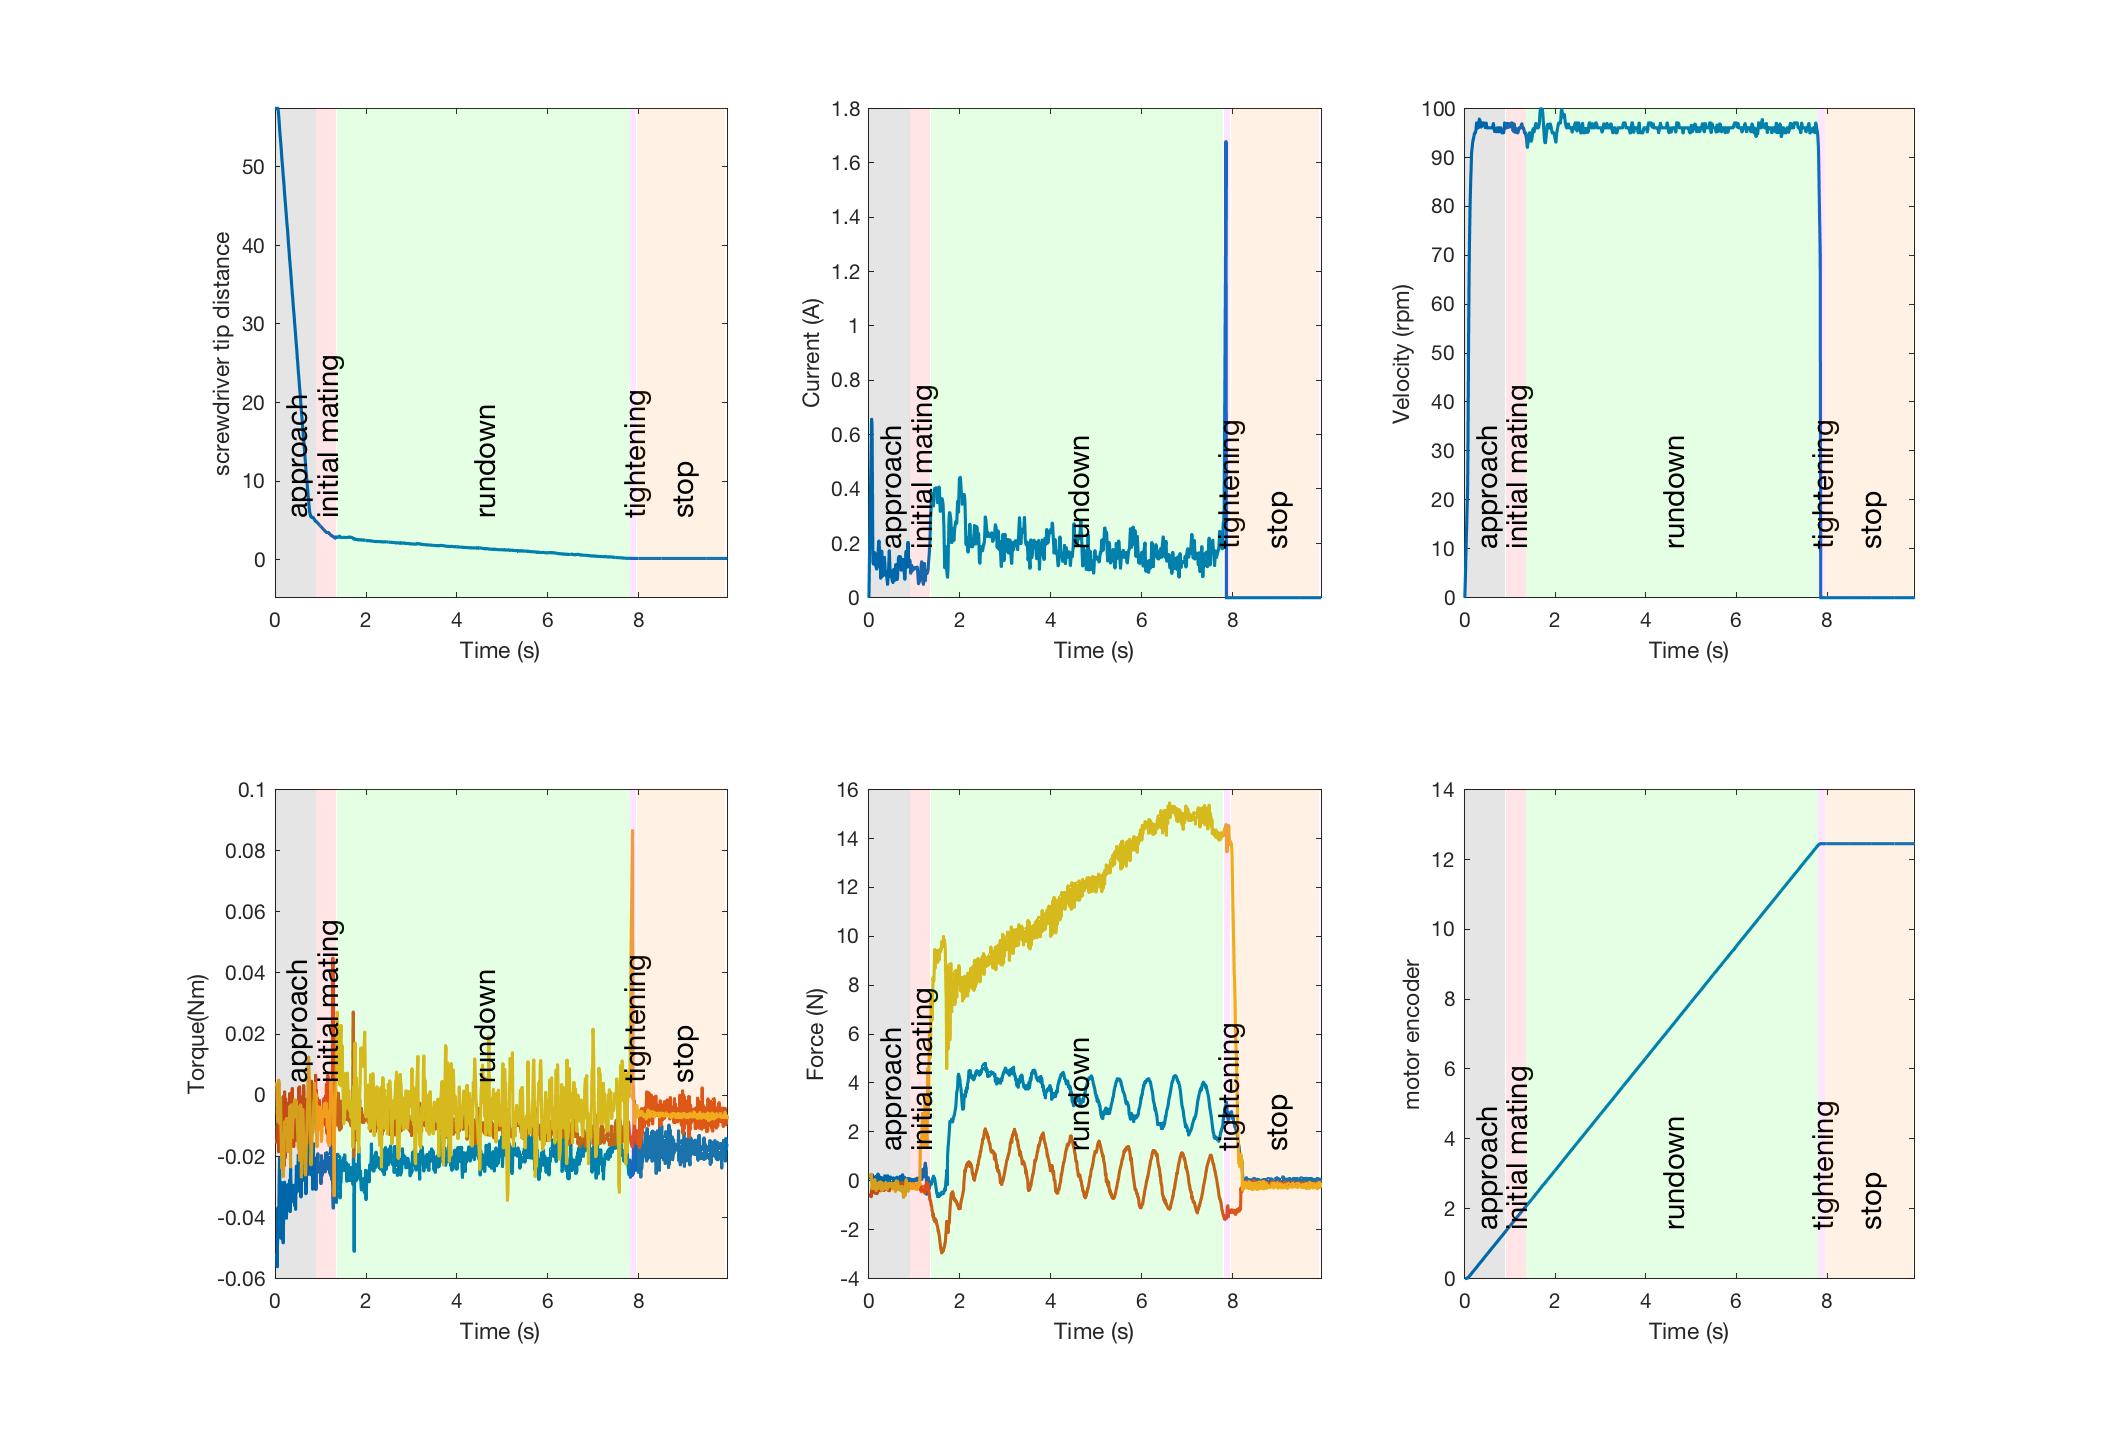 screwdriver tip distance
50
40
30
20
10
0
approach
initial mating
rundown
tightening
stop
0 2 4 6 8
Time (s)
Current (A)
1.8
1.6
1.4
1.2
1
0.8
0.6
0.4
0.2
0
approach
initial mating
rundown
tightening
stop
0 2 4 6 8
Time (s)
Velocity (rpm)
100
90
80
70
60
50
40
30
20
10
0
approach
initial mating
rundown
tightening
stop
0 2 4 6 8
Time (s)
Torque(Nm)
0.1
0.08
0.06
0.04
0.02
0
-0.02
-0.04
-0.06
approach
initial mating
rundown
tightening
stop
0 2 4 6 8
Time (s)
Force (N)
16
14
12
10
8
6
4
2
0
-2
-4
approach
initial mating
rundown
tightening
stop
0 2 4 6 8
Time (s)
motor encoder
14
12
10
8
6
4
2
0
approach
initial mating
rundown
tightening
stop
0 2 4 6 8
Time (s)